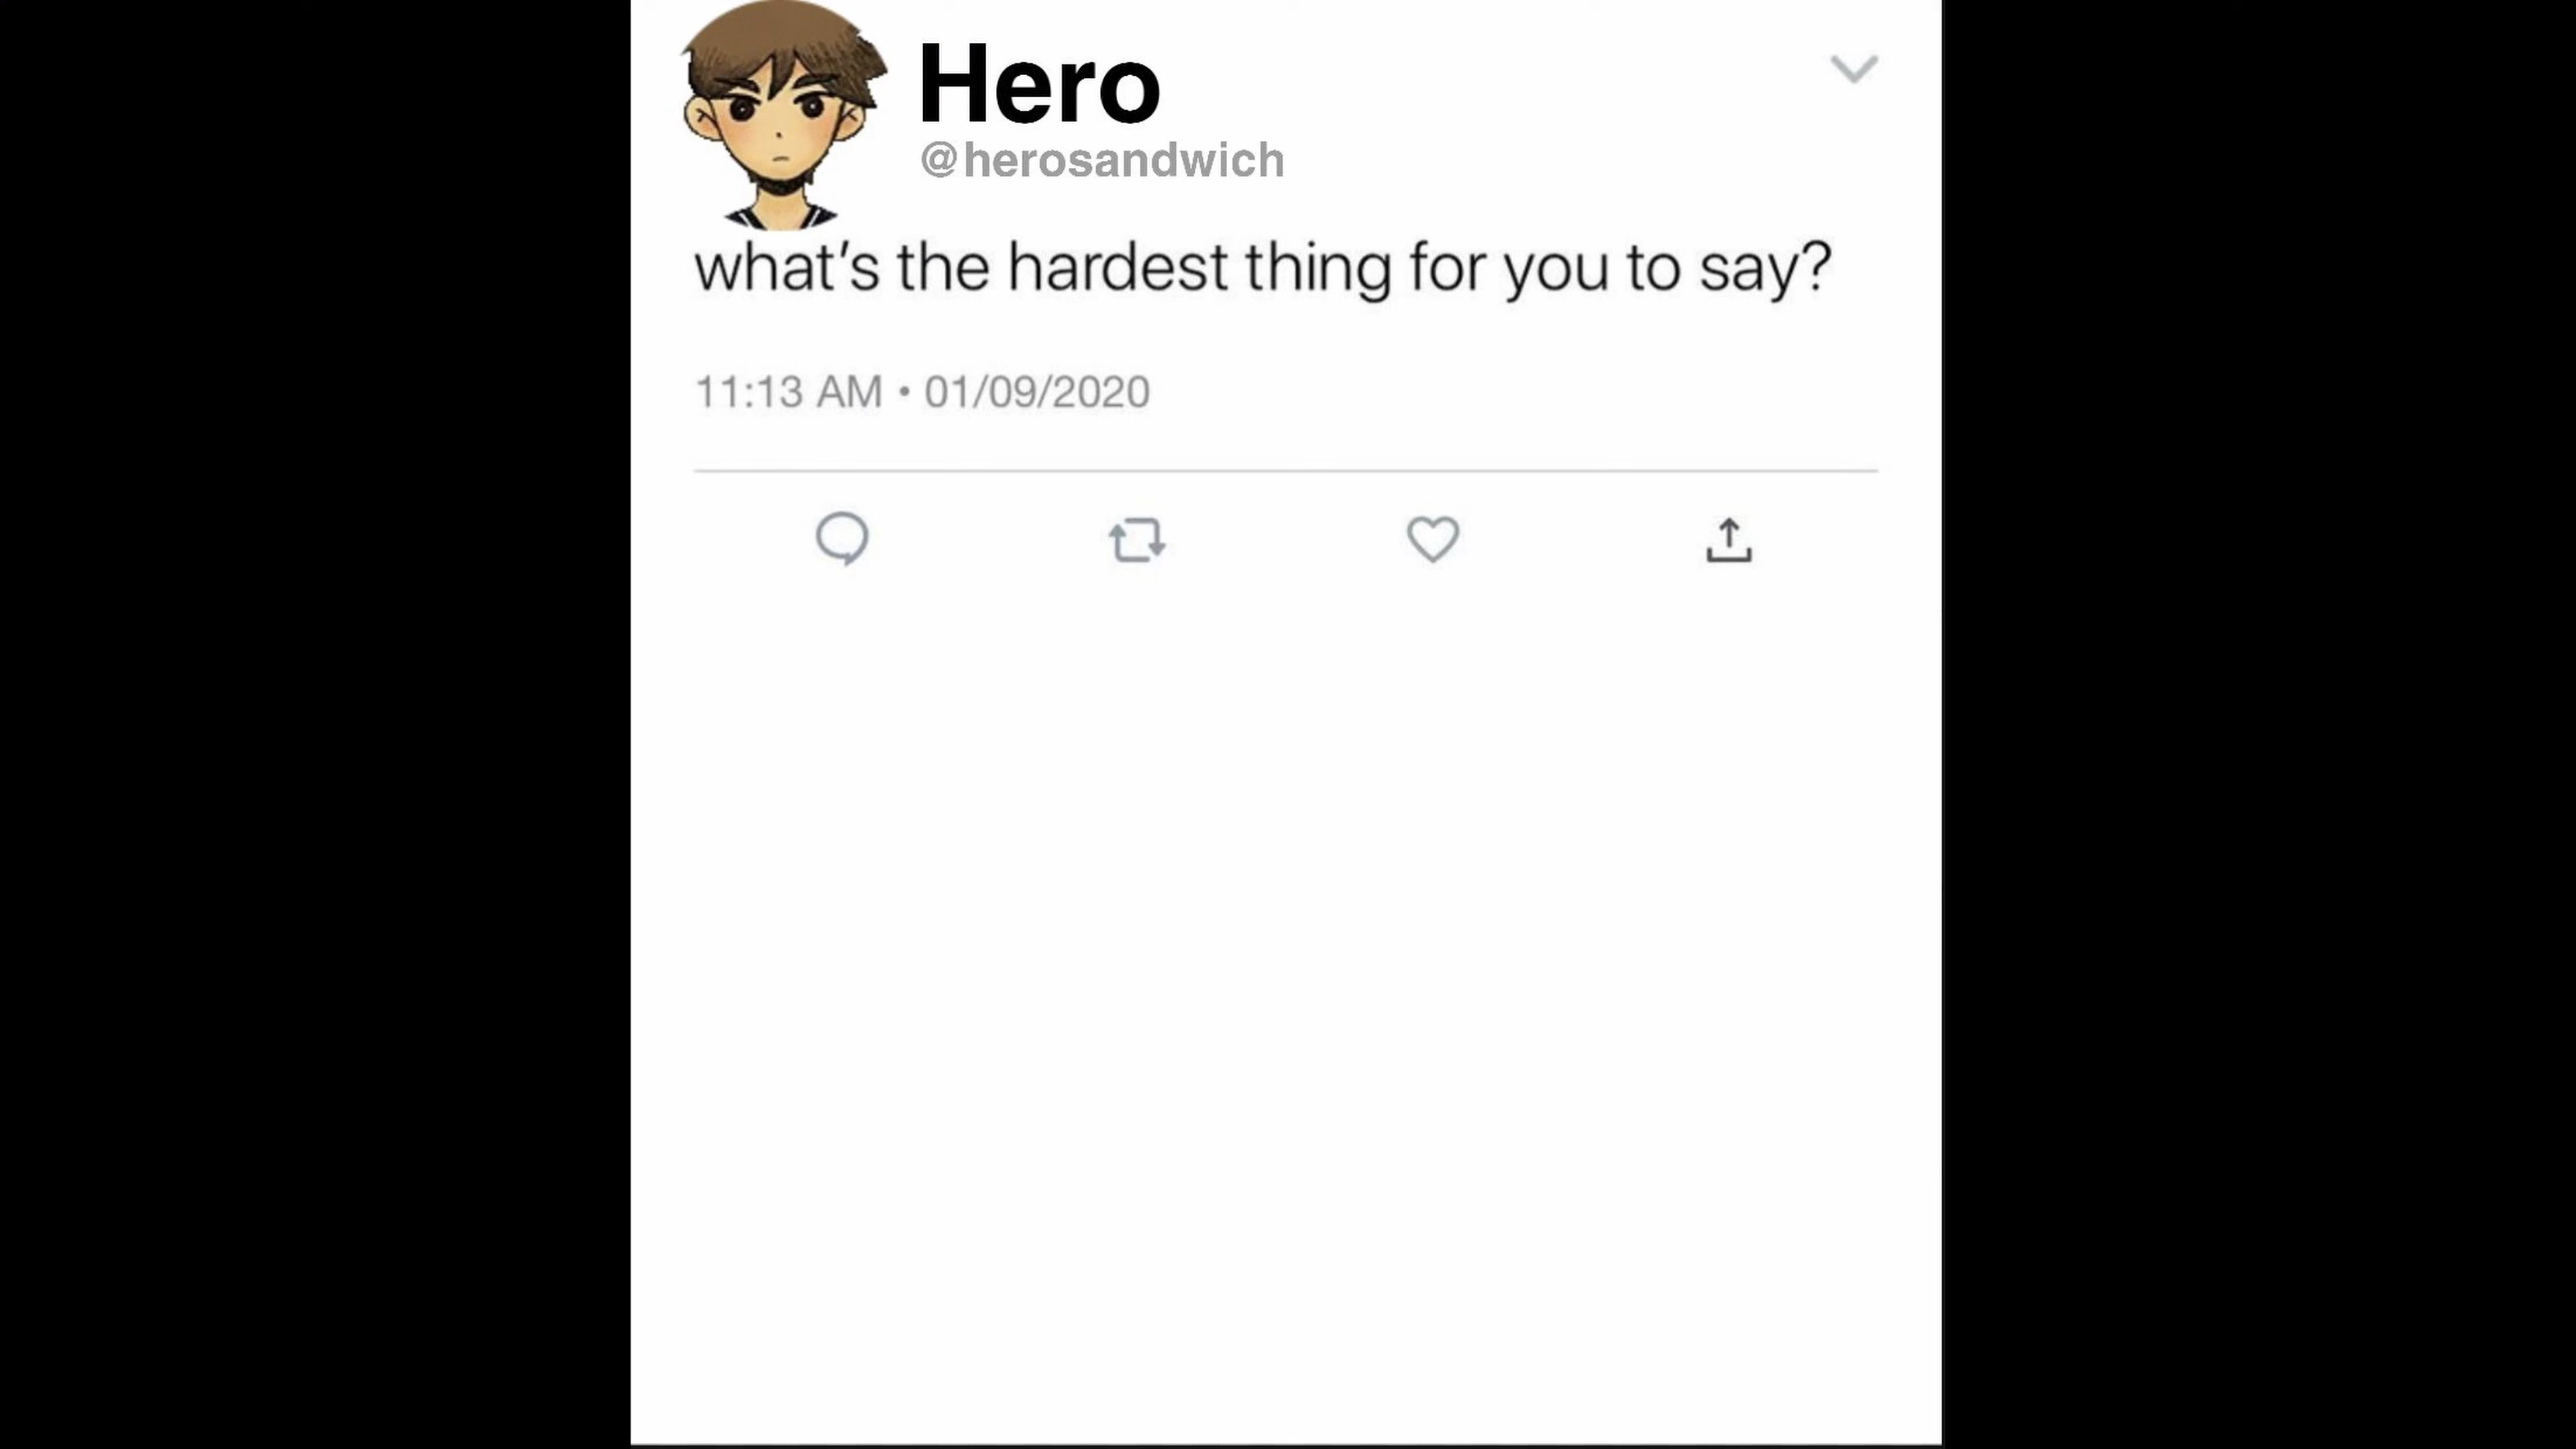 Hero
@herosandwich
what's the hardest thing for you to say?
11:13 AM • 01/09/2020